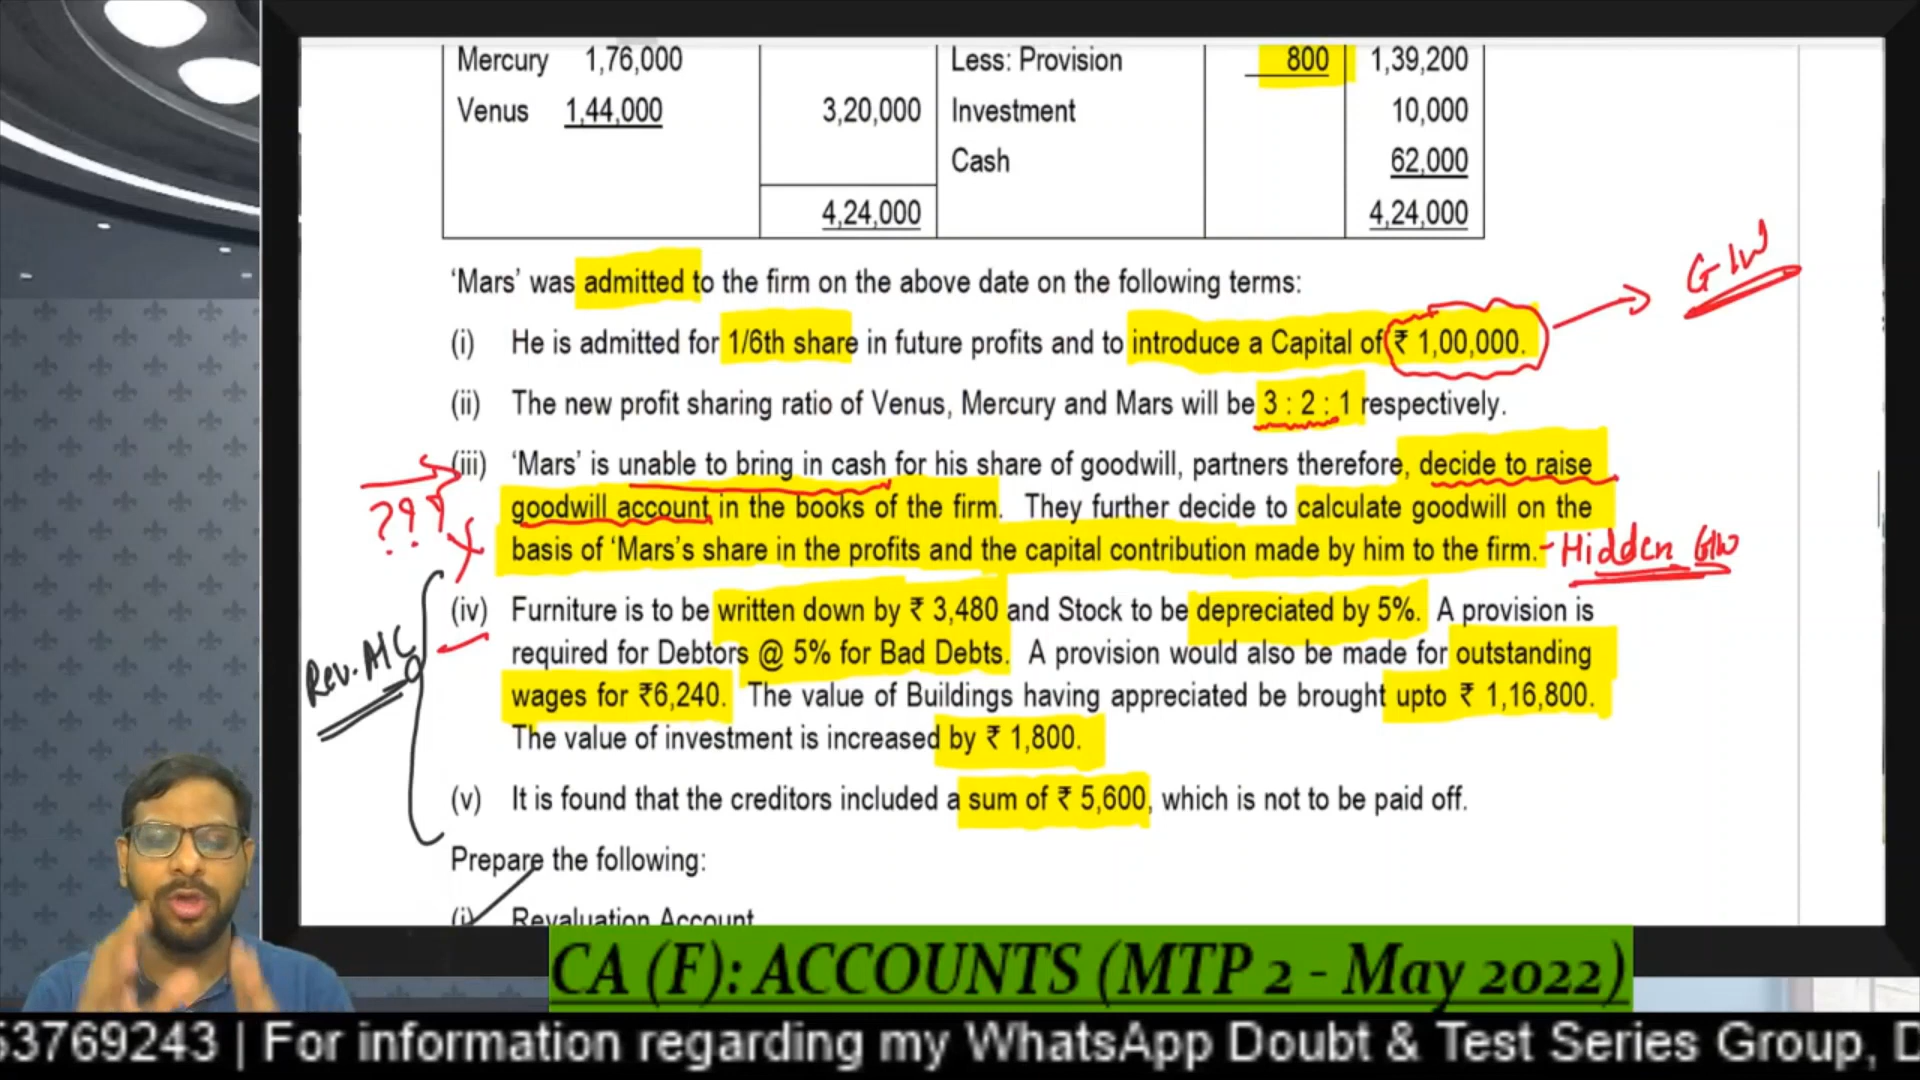 Mercury 1,76,000 Less: Provision 800 1,39,200
Venus 1,44,000 3,20,000 Investment 10,000
Cash 62,000
4,24,000 4,24,000
‘Mars’ was admitted to the firm on the above date on the following terms:
G/W
(i) He is admitted for 1/6th share in future profits and to introduce a Capital of ₹ 1,00,000.
(ii) The new profit sharing ratio of Venus, Mercury and Mars will be 3 : 2 : 1 respectively.
(iii) ‘Mars’ is unable to bring in cash for his share of goodwill, partners therefore, decide to raise
goodwill account in the books of the firm. They further decide to calculate goodwill on the
???
basis of ‘Mars’s share in the profits and the capital contribution made by him to the firm. - Hidden G/W
(iv) Furniture is to be written down by ₹ 3,480 and Stock to be depreciated by 5%. A provision is
required for Debtors @ 5% for Bad Debts. A provision would also be made for outstanding
Rev. A/C
wages for ₹6,240. The value of Buildings having appreciated be brought upto ₹ 1,16,800.
The value of investment is increased by ₹ 1,800.
(v) It is found that the creditors included a sum of ₹ 5,600, which is not to be paid off.
Prepare the following:
(i) Revaluation Account
CA (F): ACCOUNTS (MTP 2 - May 2022)
53769243 | For information regarding my WhatsApp Doubt & Test Series Group, D